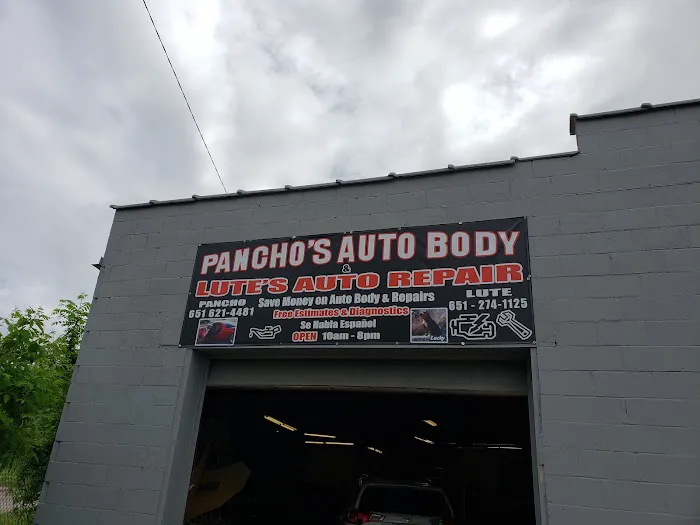 PANCHO'S AUTO BODY
&
LUTE'S AUTO REPAIR
PANCHO
651 621-4481
Save Money on Auto Body & Repairs
Free Estimates & Diagnostics
Se Habla Español
OPEN 10am - 8pm
LUTE
651 - 274-1125